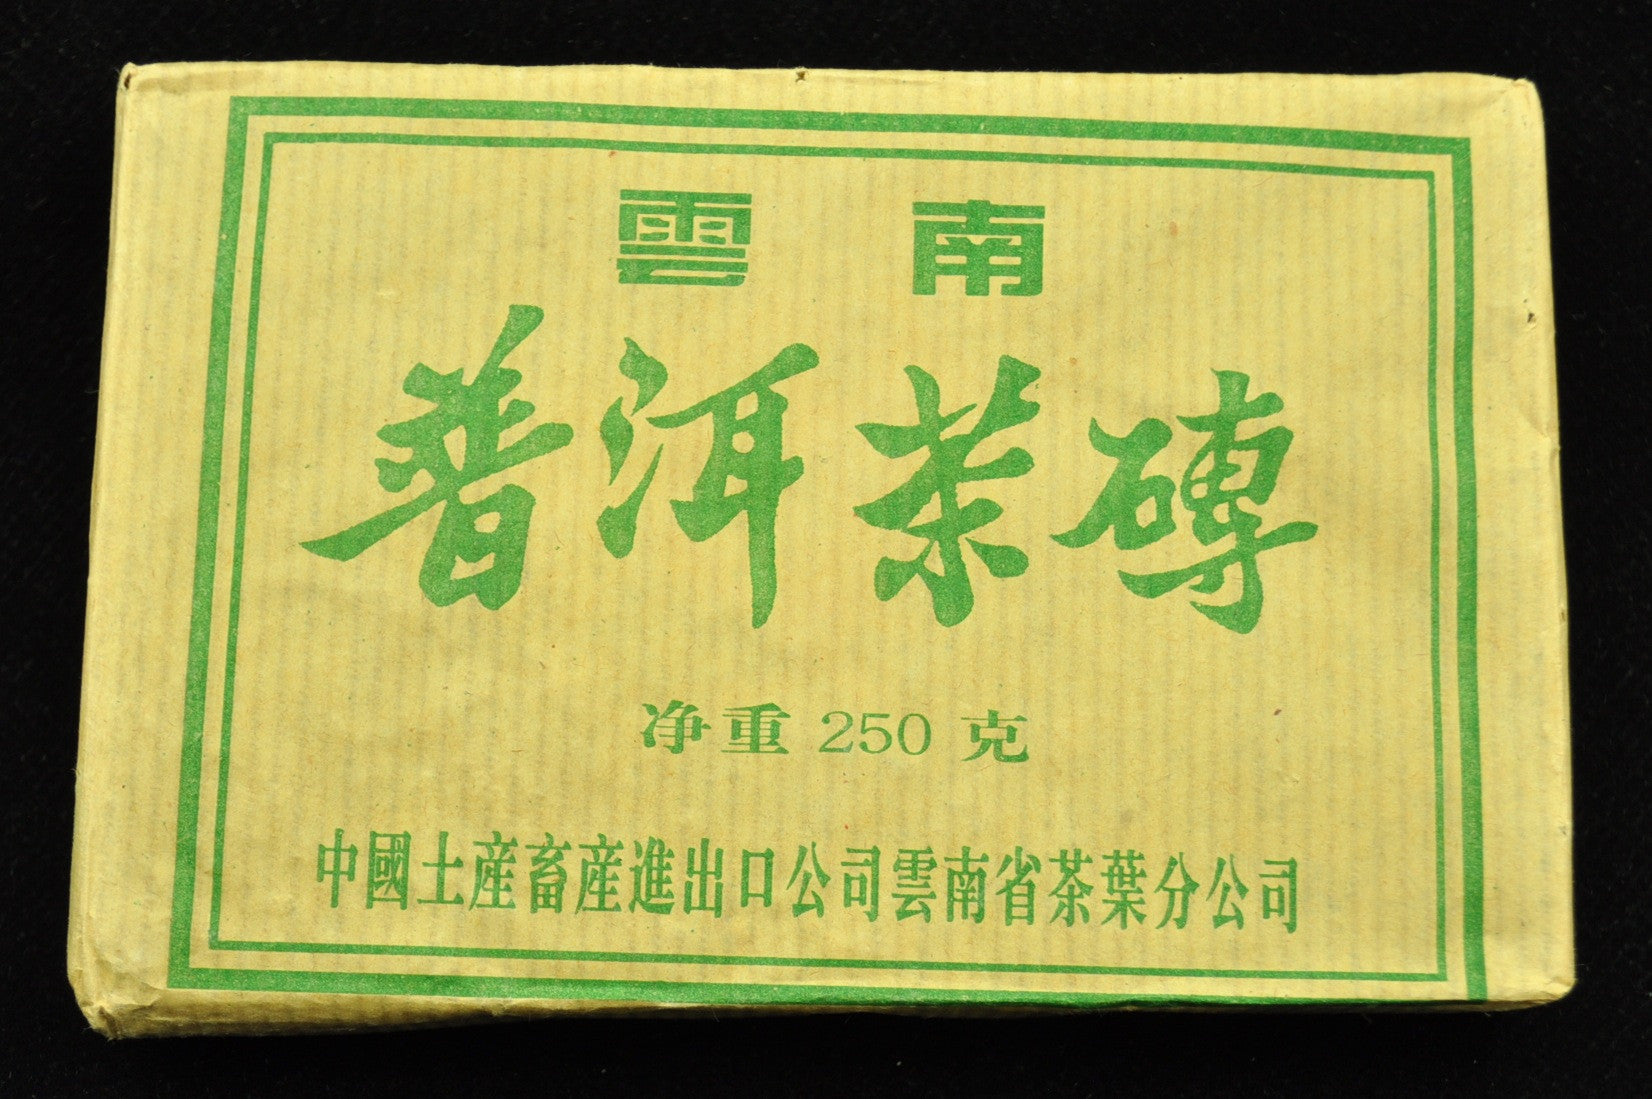 雲南
普洱茶磚
净重 250 克
中國土産畜産進出口公司雲南省茶葉分公司